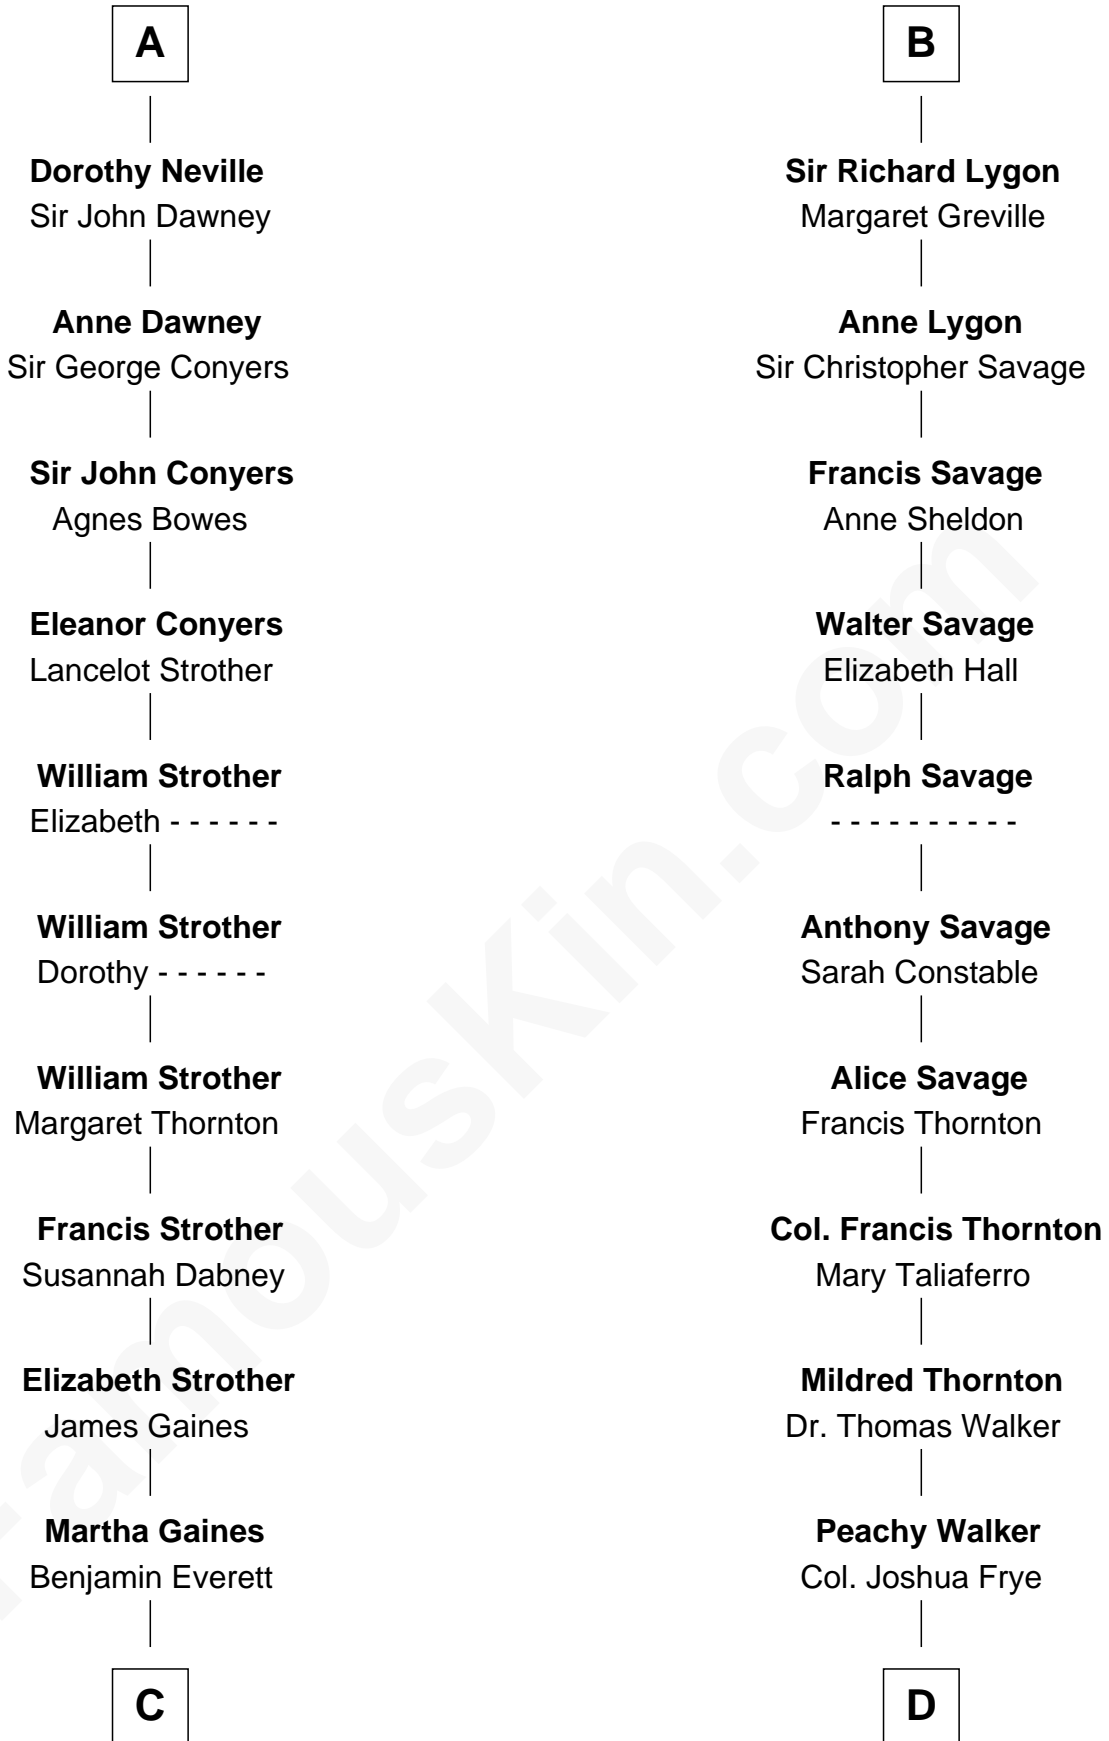 A
Dorothy Neville
Sir John Dawney
Anne Dawney
Sir George Conyers
Sir John Conyers
Agnes Bowes
Eleanor Conyers
Lancelot Strother
William Strother
Elizabeth - - - - - -
William Strother
Dorothy - - - - - -
William Strother
Margaret Thornton
Francis Strother
Susannah Dabney
Elizabeth Strother
James Gaines
Martha Gaines
Benjamin Everett
C
B
Sir Richard Lygon
Margaret Greville
Anne Lygon
Sir Christopher Savage
Francis Savage
Anne Sheldon
Walter Savage
Elizabeth Hall
Ralph Savage
- - - - - - - - - -
Anthony Savage
Sarah Constable
Alice Savage
Francis Thornton
Col. Francis Thornton
Mary Taliaferro
Mildred Thornton
Dr. Thomas Walker
Peachy Walker
Col. Joshua Frye
D
FamousKin.com